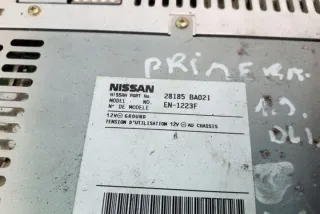 NISSAN
NISSAN PART No. 28185 BA021
MODEL NO. EN-1223F
N° DE MODELE
12V⊖GROUND
TENSION D'UTILISATION 12V⊖AU CHASSIS
PRIMERA
1.9
DCI